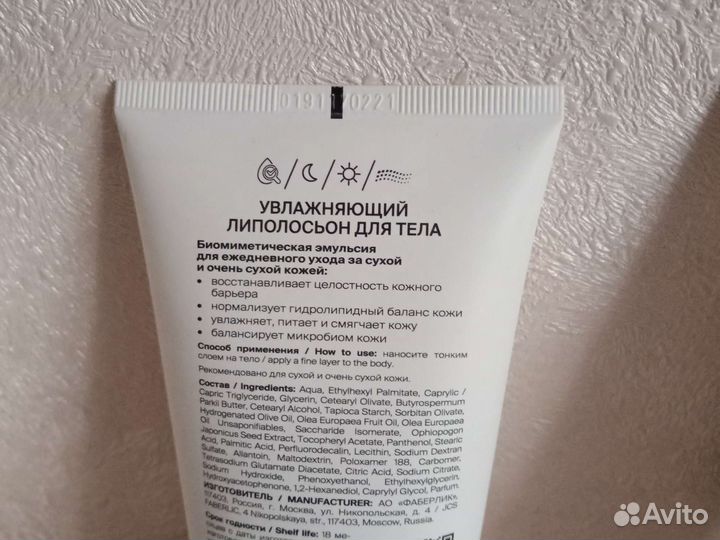 0191170221
УВЛАЖНЯЮЩИЙ
ЛИПОЛОСЬОН ДЛЯ ТЕЛА
Биомиметическая эмульсия
для ежедневного ухода за сухой
и очень сухой кожей:
• восстанавливает целостность кожного
барьера
• нормализует гидролипидный баланс кожи
• увлажняет, питает и смягчает кожу
• балансирует микробиом кожи
Способ применения / How to use: наносите тонким
слоем на тело / apply a fine layer to the body.
Рекомендовано для сухой и очень сухой кожи.
Состав / Ingredients: Aqua, Ethylhexyl Palmitate, Caprylic /
Capric Triglyceride, Glycerin, Cetearyl Olivate, Butyrospermum
Parkii Butter, Cetearyl Alcohol, Tapioca Starch, Sorbitan Olivate,
Hydrogenated Olive Oil, Olea Europaea Fruit Oil, Olea Europaea
Oil Unsaponifiables, Saccharide Isomerate, Ophiopogon
Japonicus Seed Extract, Tocopheryl Acetate, Panthenol, Stearic
Acid, Palmitic Acid, Perfluorodecalin, Lecithin, Sodium Dextran
Sulfate, Allantoin, Maltodextrin, Poloxamer 188, Carbomer,
Tetrasodium Glutamate Diacetate, Citric Acid, Sodium Citrate,
Sodium Hydroxide, Phenoxyethanol, Ethylhexylglycerin,
Hydroxyacetophenone, 1,2-Hexanediol, Caprylyl Glycol, Parfum.
ИЗГОТОВИТЕЛЬ / MANUFACTURER: АО «ФАБЕРЛИК»
117403, Россия, г. Москва, ул. Никопольская, д. 4 / JCS
FABERLIC, 4 Nikopolskaya, str., 117403, Moscow, Russia.
Срок годности / Shelf life: 18 ме-
сяцев с даты
Avito